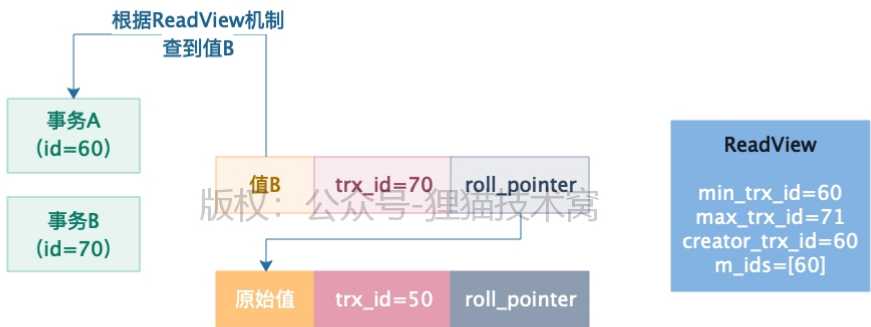 根据ReadView机制
查到值B
事务A
(id=60)
事务B
(id=70)
值B
trx_id=70
roll_pointer
版权：公众号-狸猫技术窝
原始值
trx_id=50
roll_pointer
ReadView
min_trx_id=60
max_trx_id=71
creator_trx_id=60
m_ids=[60]